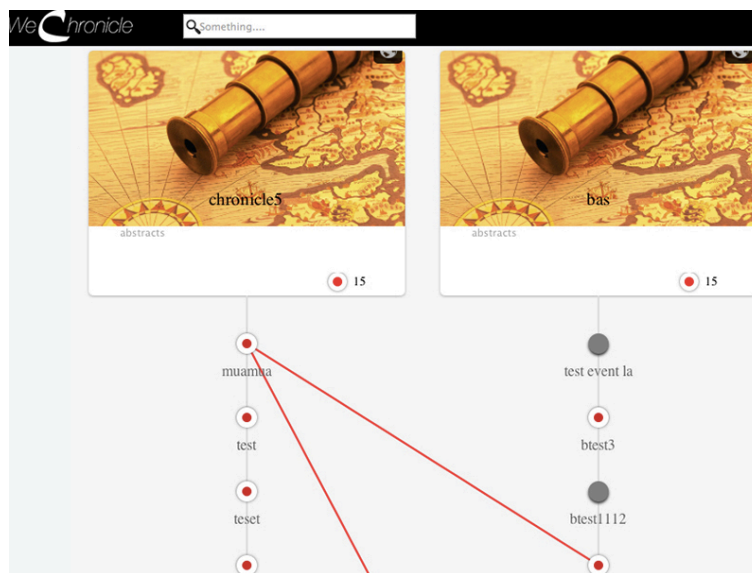 WeChronicle
Something....
chronicle5
abstracts
15
muamua
test
teset
bas
abstracts
15
test event la
btest3
btest1112